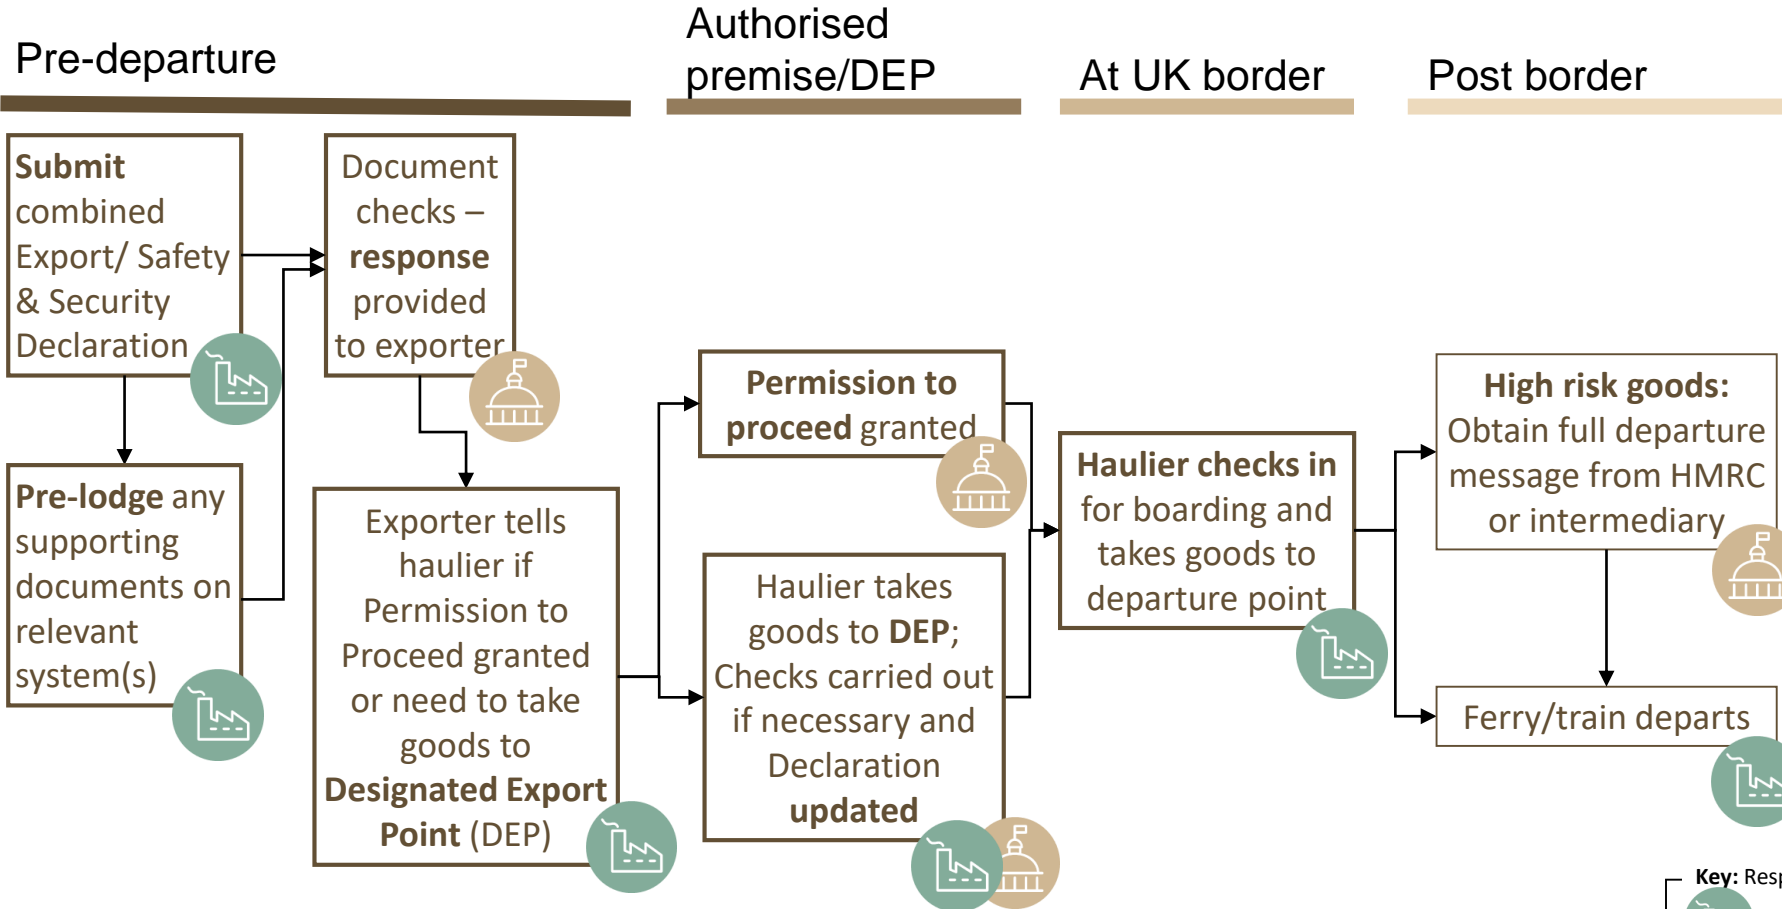 Pre-departure
Authorised
premise/DEP
At UK border
Post border
Submit
combined
Export/ Safety
& Security
Declaration
Pre-lodge any
supporting
documents on
relevant
system(s)
Document
checks –
response
provided
to exporter
Exporter tells
haulier if
Permission to
Proceed granted
or need to take
goods to
Designated Export
Point (DEP)
Permission to
proceed granted
Haulier takes
goods to DEP;
Checks carried out
if necessary and
Declaration
updated
Haulier checks in
for boarding and
takes goods to
departure point
High risk goods:
Obtain full departure
message from HMRC
or intermediary
Ferry/train departs
Key: Resp